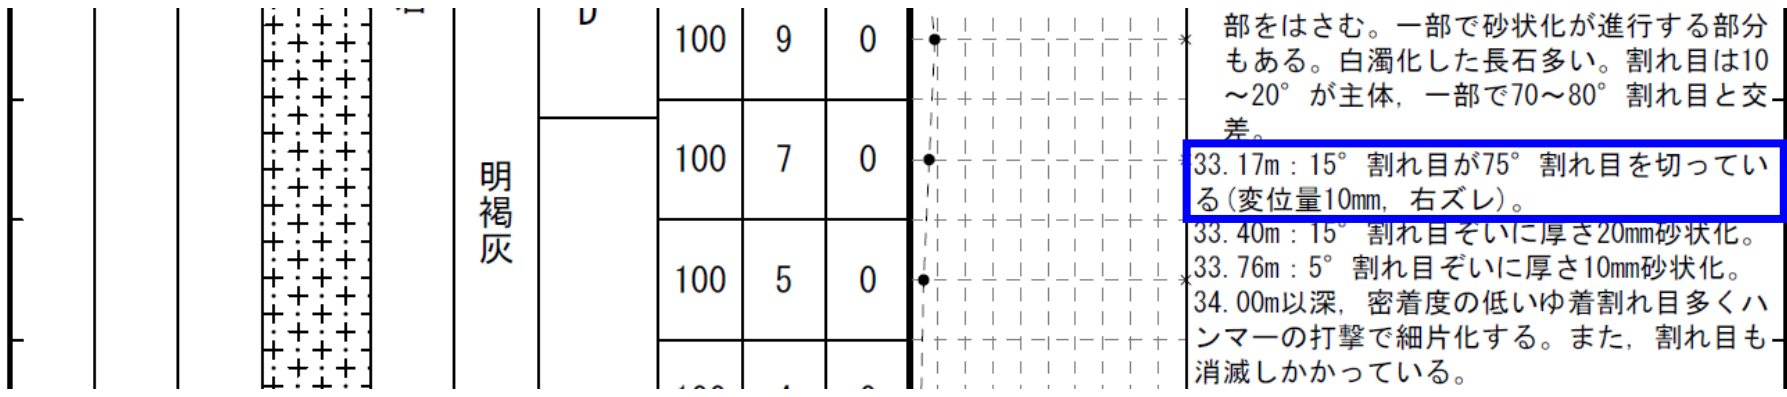 D
100 9 0
100 7 0
100 5 0
明褐灰
部をはさむ。一部で砂状化が進行する部分
もある。白濁化した長石多い。割れ目は10
～20°が主体，一部で70～80°割れ目と交
差。
33.17m：15°割れ目が75°割れ目を切ってい
る(変位量10mm，右ズレ)。
33.40m：15°割れ目ぞいに厚さ20mm砂状化。
33.76m：5°割れ目ぞいに厚さ10mm砂状化。
34.00m以深，密着度の低いゆ着割れ目多くハ
ンマーの打撃で細片化する。また，割れ目も
消滅しかかっている。